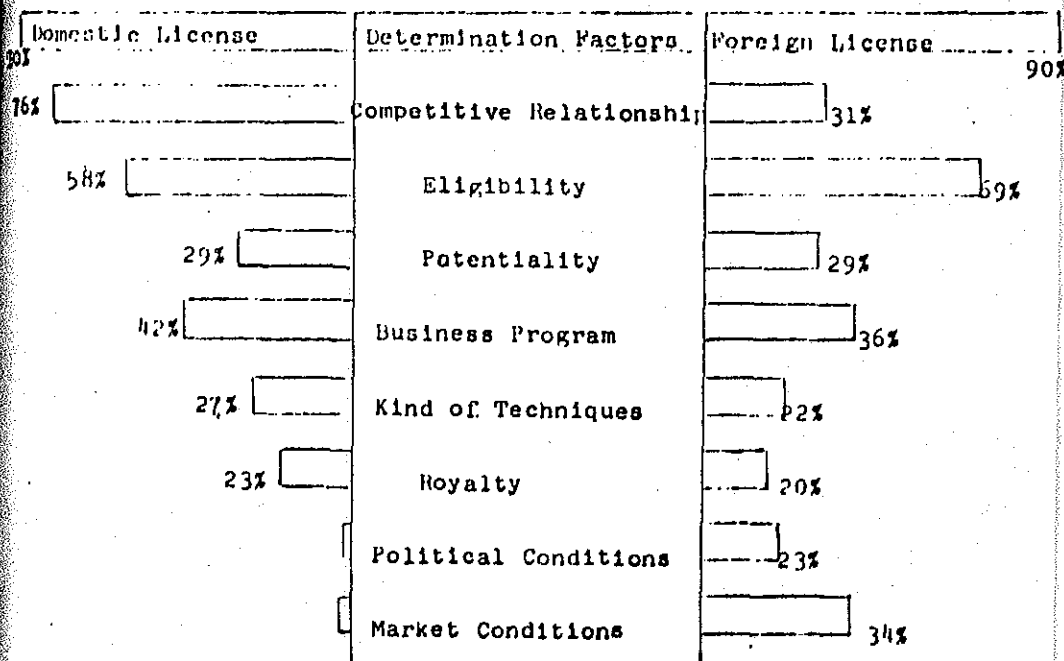 Domestic License Determination Factors Foreign License
90% 90%
76% Competitive Relationship 31%
58% Eligibility 69%
29% Potentiality 29%
42% Business Program 36%
27% Kind of Techniques 22%
23% Royalty 20%
Political Conditions 23%
Market Conditions 34%